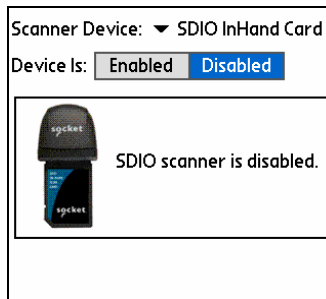 Scanner Device: SDIO InHand Card
Device Is: Enabled Disabled
socket
SDIO scanner is disabled.
socket